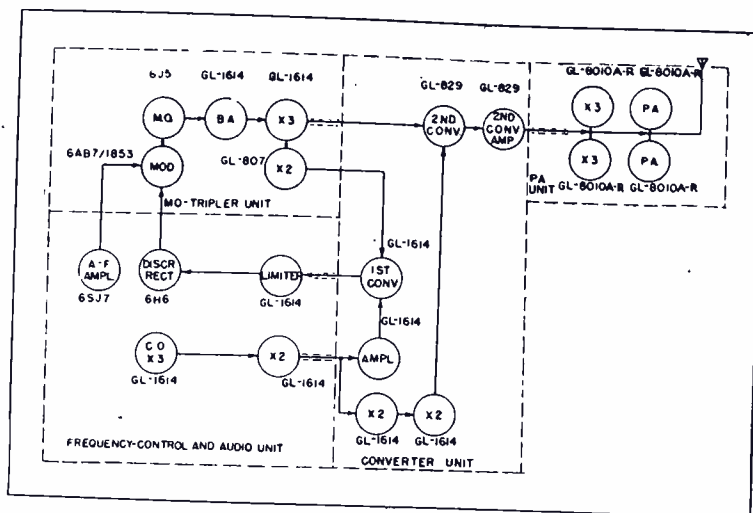 6J5 GL-1614 GL-1614
M.O. BA X3
6AB7/1853 MOD GL-807 X2
MO-TRIPLER UNIT
GL-829 GL-829
2ND CONV. 2ND CONV AMP
GL-8010A-R GL-8010A-R
X3 PA
X3 PA
PA UNIT GL-8010A-R GL-8010A-R
A-F AMPL. DISCR RECT LIMITER 1ST CONV
GL-1614
6SJ7 6H6 GL-1614
GL-1614
CO X3 X2 AMPL
GL-1614 GL-1614
X2 X2
GL-1614 GL-1614
FREQUENCY-CONTROL AND AUDIO UNIT
CONVERTER UNIT